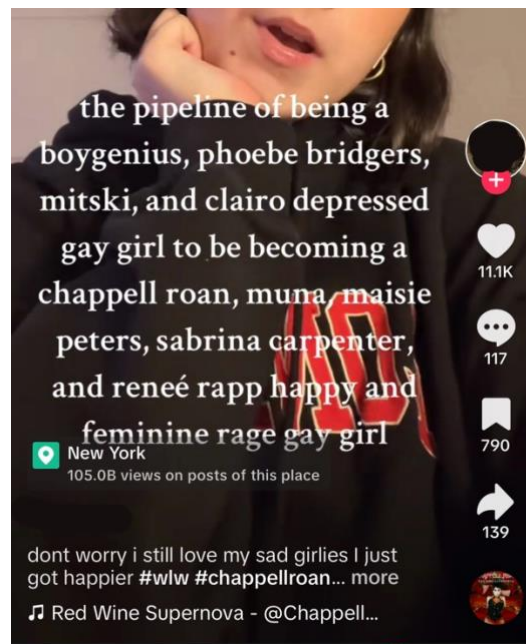 the pipeline of being a
boygenius, phoebe bridgers,
mitski, and clairo depressed
gay girl to be becoming a
chappell roan, muna, maisie
peters, sabrina carpenter,
and reneé rapp happy and
feminine rage gay girl
New York
105.0B views on posts of this place
11.1K
117
790
139
dont worry i still love my sad girlies I just
got happier #wlw #chappellroan... more
Red Wine Supernova - @Chappell...